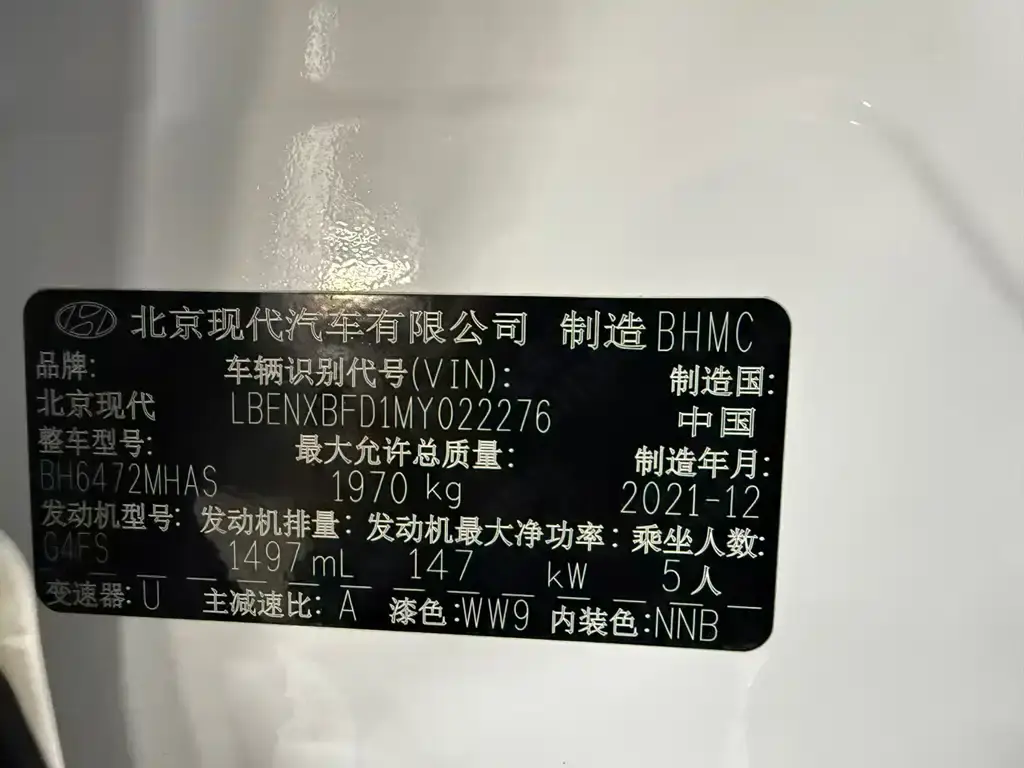 北京现代汽车有限公司 制造 BHMC
品牌: 车辆识别代号(VIN): 制造国:
北京现代 LBENXBFD1MY022276 中国
整车型号: 最大允许总质量: 制造年月:
BH6472MHAS 1970 kg 2021-12
发动机型号: 发动机排量: 发动机最大净功率: 乘坐人数:
G4FS 1497 mL 147 kW 5人
变速器: U 主减速比: A 漆色:WW9 内装色:NNB